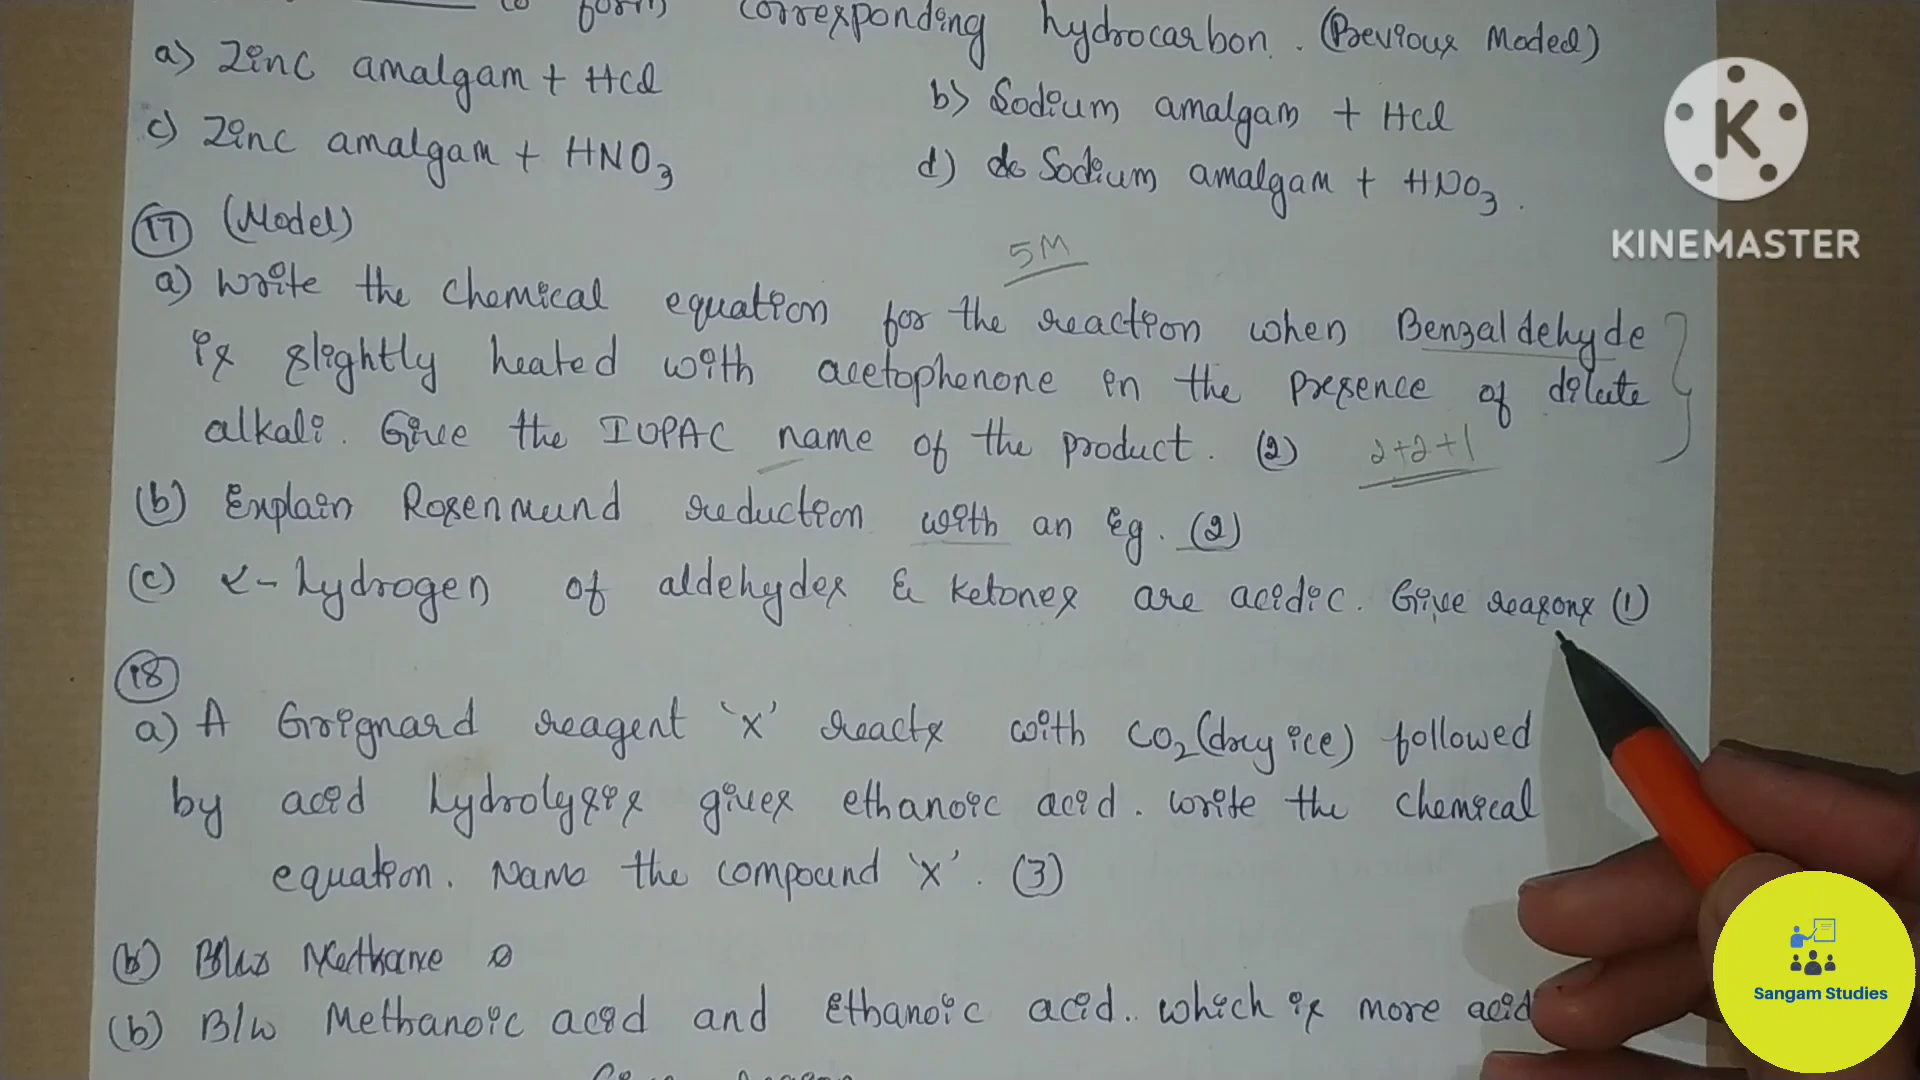 to form corresponding hydrocarbon. (Previous Model)
a) Zinc amalgam + HCl
b) Sodium amalgam + HCl
c) Zinc amalgam + HNO3
d) Sodium amalgam + HNO3.
17 (Model)
5M
a) Write the chemical equation for the reaction when Benzaldehyde
is slightly heated with acetophenone in the presence of dilute
alkali. Give the IUPAC name of the product. (2) 2+2+1
(b) Explain Rosenmund reduction with an Eg. (2)
(c) α-hydrogen of aldehydes & ketones are acidic. Give reasons (1)
18
a) A Grignard reagent 'X' reacts with CO2 (dry ice) followed
by acid hydrolysis gives ethanoic acid. Write the chemical
equation. Name the compound 'X'. (3)
(b)
(b) B/w Methanoic acid and ethanoic acid. which is more acid
KINEMASTER
Sangam Studies